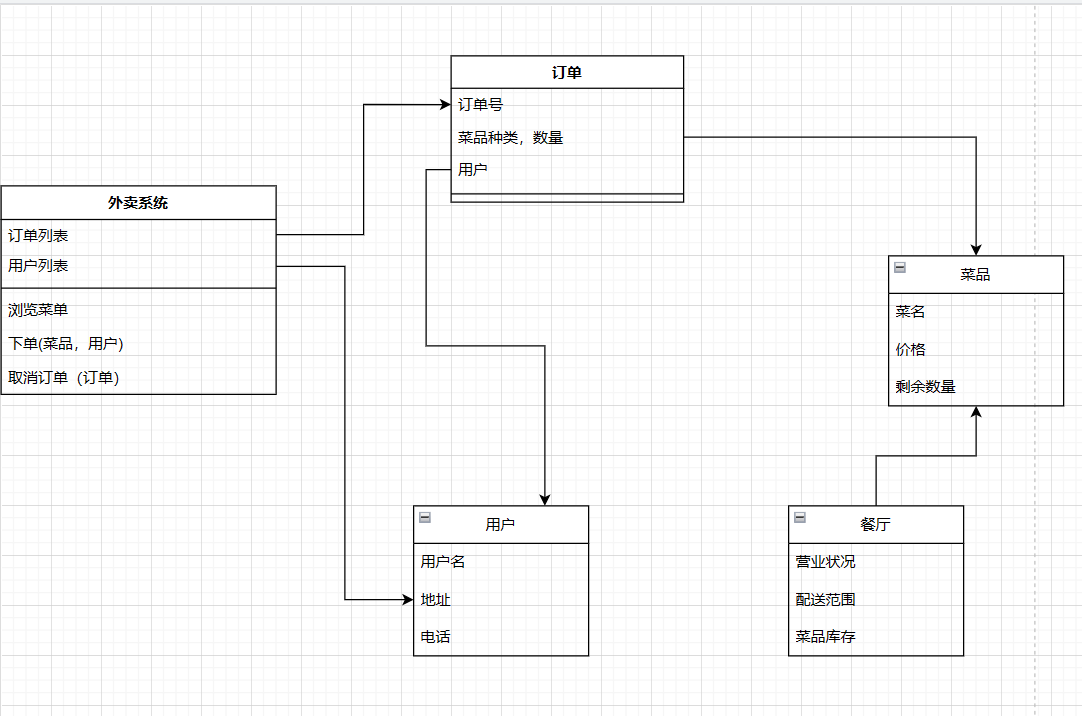 订单
订单号
菜品种类，数量
用户
外卖系统
订单列表
用户列表
浏览菜单
下单(菜品，用户)
取消订单（订单）
菜品
菜名
价格
剩余数量
用户
用户名
地址
电话
餐厅
营业状况
配送范围
菜品库存